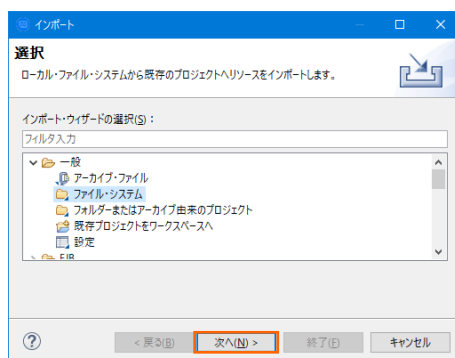 インポート
選択
ローカル・ファイル・システムから既存のプロジェクトへリソースをインポートします。
インポート・ウィザードの選択(S)：
フィルタ入力
一般
アーカイブ・ファイル
ファイル・システム
フォルダーまたはアーカイブ由来のプロジェクト
既存プロジェクトをワークスペースへ
設定
EJB
?
< 戻る(B)
次へ(N) >
終了(F)
キャンセル